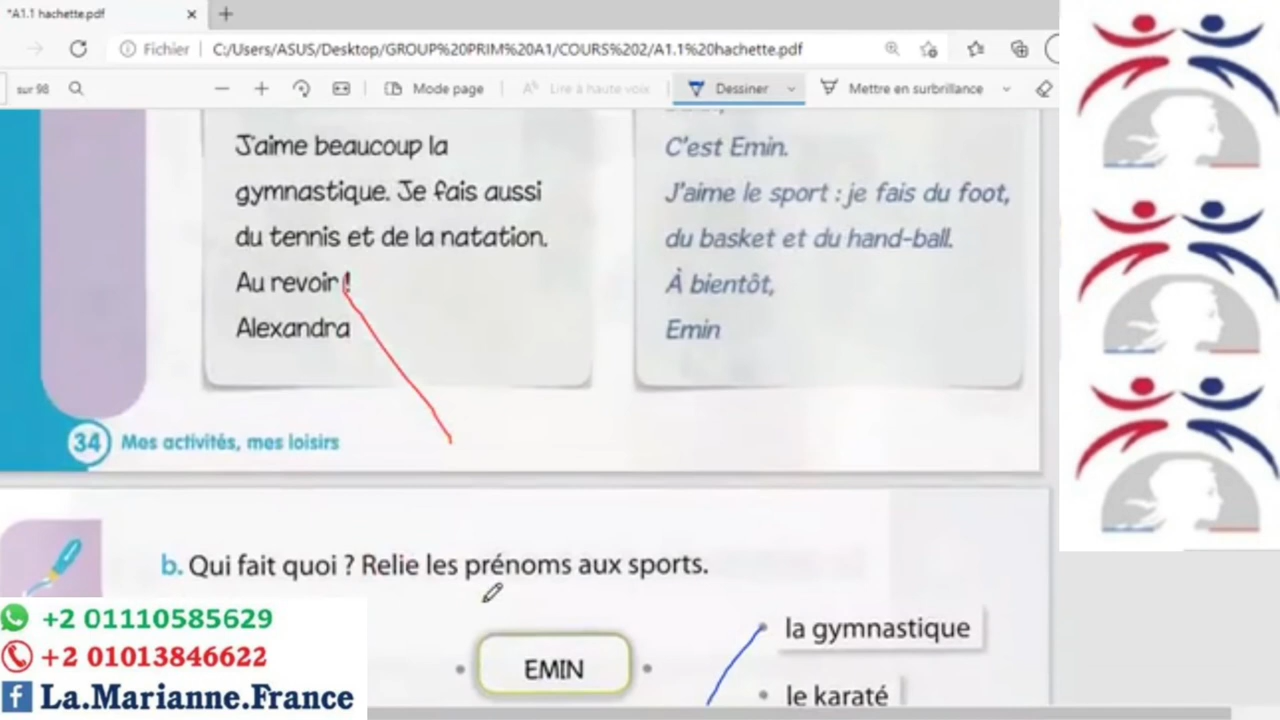 *A1.1 hachette.pdf
Fichier C:/Users/ASUS/Desktop/GROUP%20PRIM%20A1/COURS%202/A1.1%20hachette.pdf
sur 98 Mode page Lire à haute voix Dessiner Mettre en surbrillance
J'aime beaucoup la
gymnastique. Je fais aussi
du tennis et de la natation.
Au revoir !
Alexandra
C'est Emin.
J'aime le sport : je fais du foot,
du basket et du hand-ball.
À bientôt,
Emin
34 Mes activités, mes loisirs
b. Qui fait quoi ? Relie les prénoms aux sports.
EMIN
la gymnastique
le karaté
+2 01110585629
+2 01013846622
La.Marianne.France